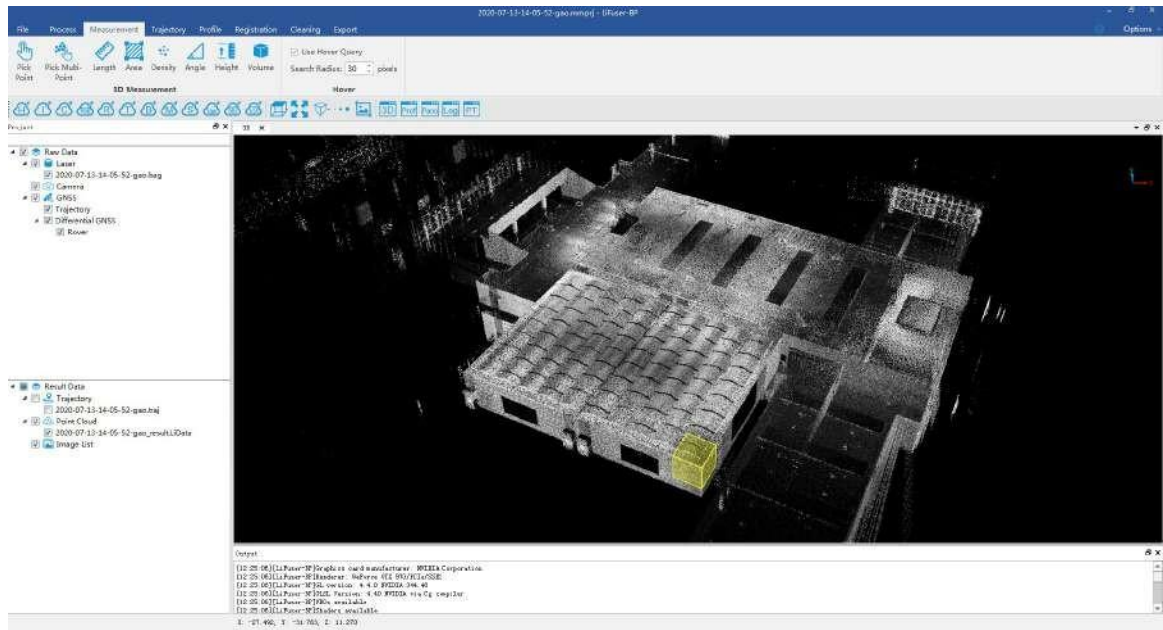 2020-07-13-14-05-52-gao.mmprj - LiFuser-BP
File Process Measurement Trajectory Profile Registration Cleaning Export Options
Pick Point Pick Multi-Point Length Area Density Angle Height Volume
Use Hover Query
Search Radius: 30 pixels
3D Measurement Hover
3D Prof Pano Log PT
Project
Raw Data
Laser
2020-07-13-14-05-52-gao.bag
Camera
GNSS
Trajectory
Differential GNSS
Rover
Result Data
Trajectory
2020-07-13-14-05-52-gao.traj
Point Cloud
2020-07-13-14-05-52-gao_result.LiData
Image List
Output
[12:25:06][LiFuser-BP]Graphics card manufacturer: NVIDIA Corporation
[12:25:06][LiFuser-BP]Renderer: GeForce GTX 970/PCIe/SSE2
[12:25:06][LiFuser-BP]GL version: 4.4.0 NVIDIA
[12:25:06][LiFuser-BP]GLSL Version: 4.40 NVIDIA via Cg compiler
[12:25:06][LiFuser-BP]VBOs available
[12:25:06][LiFuser-BP]Shaders available